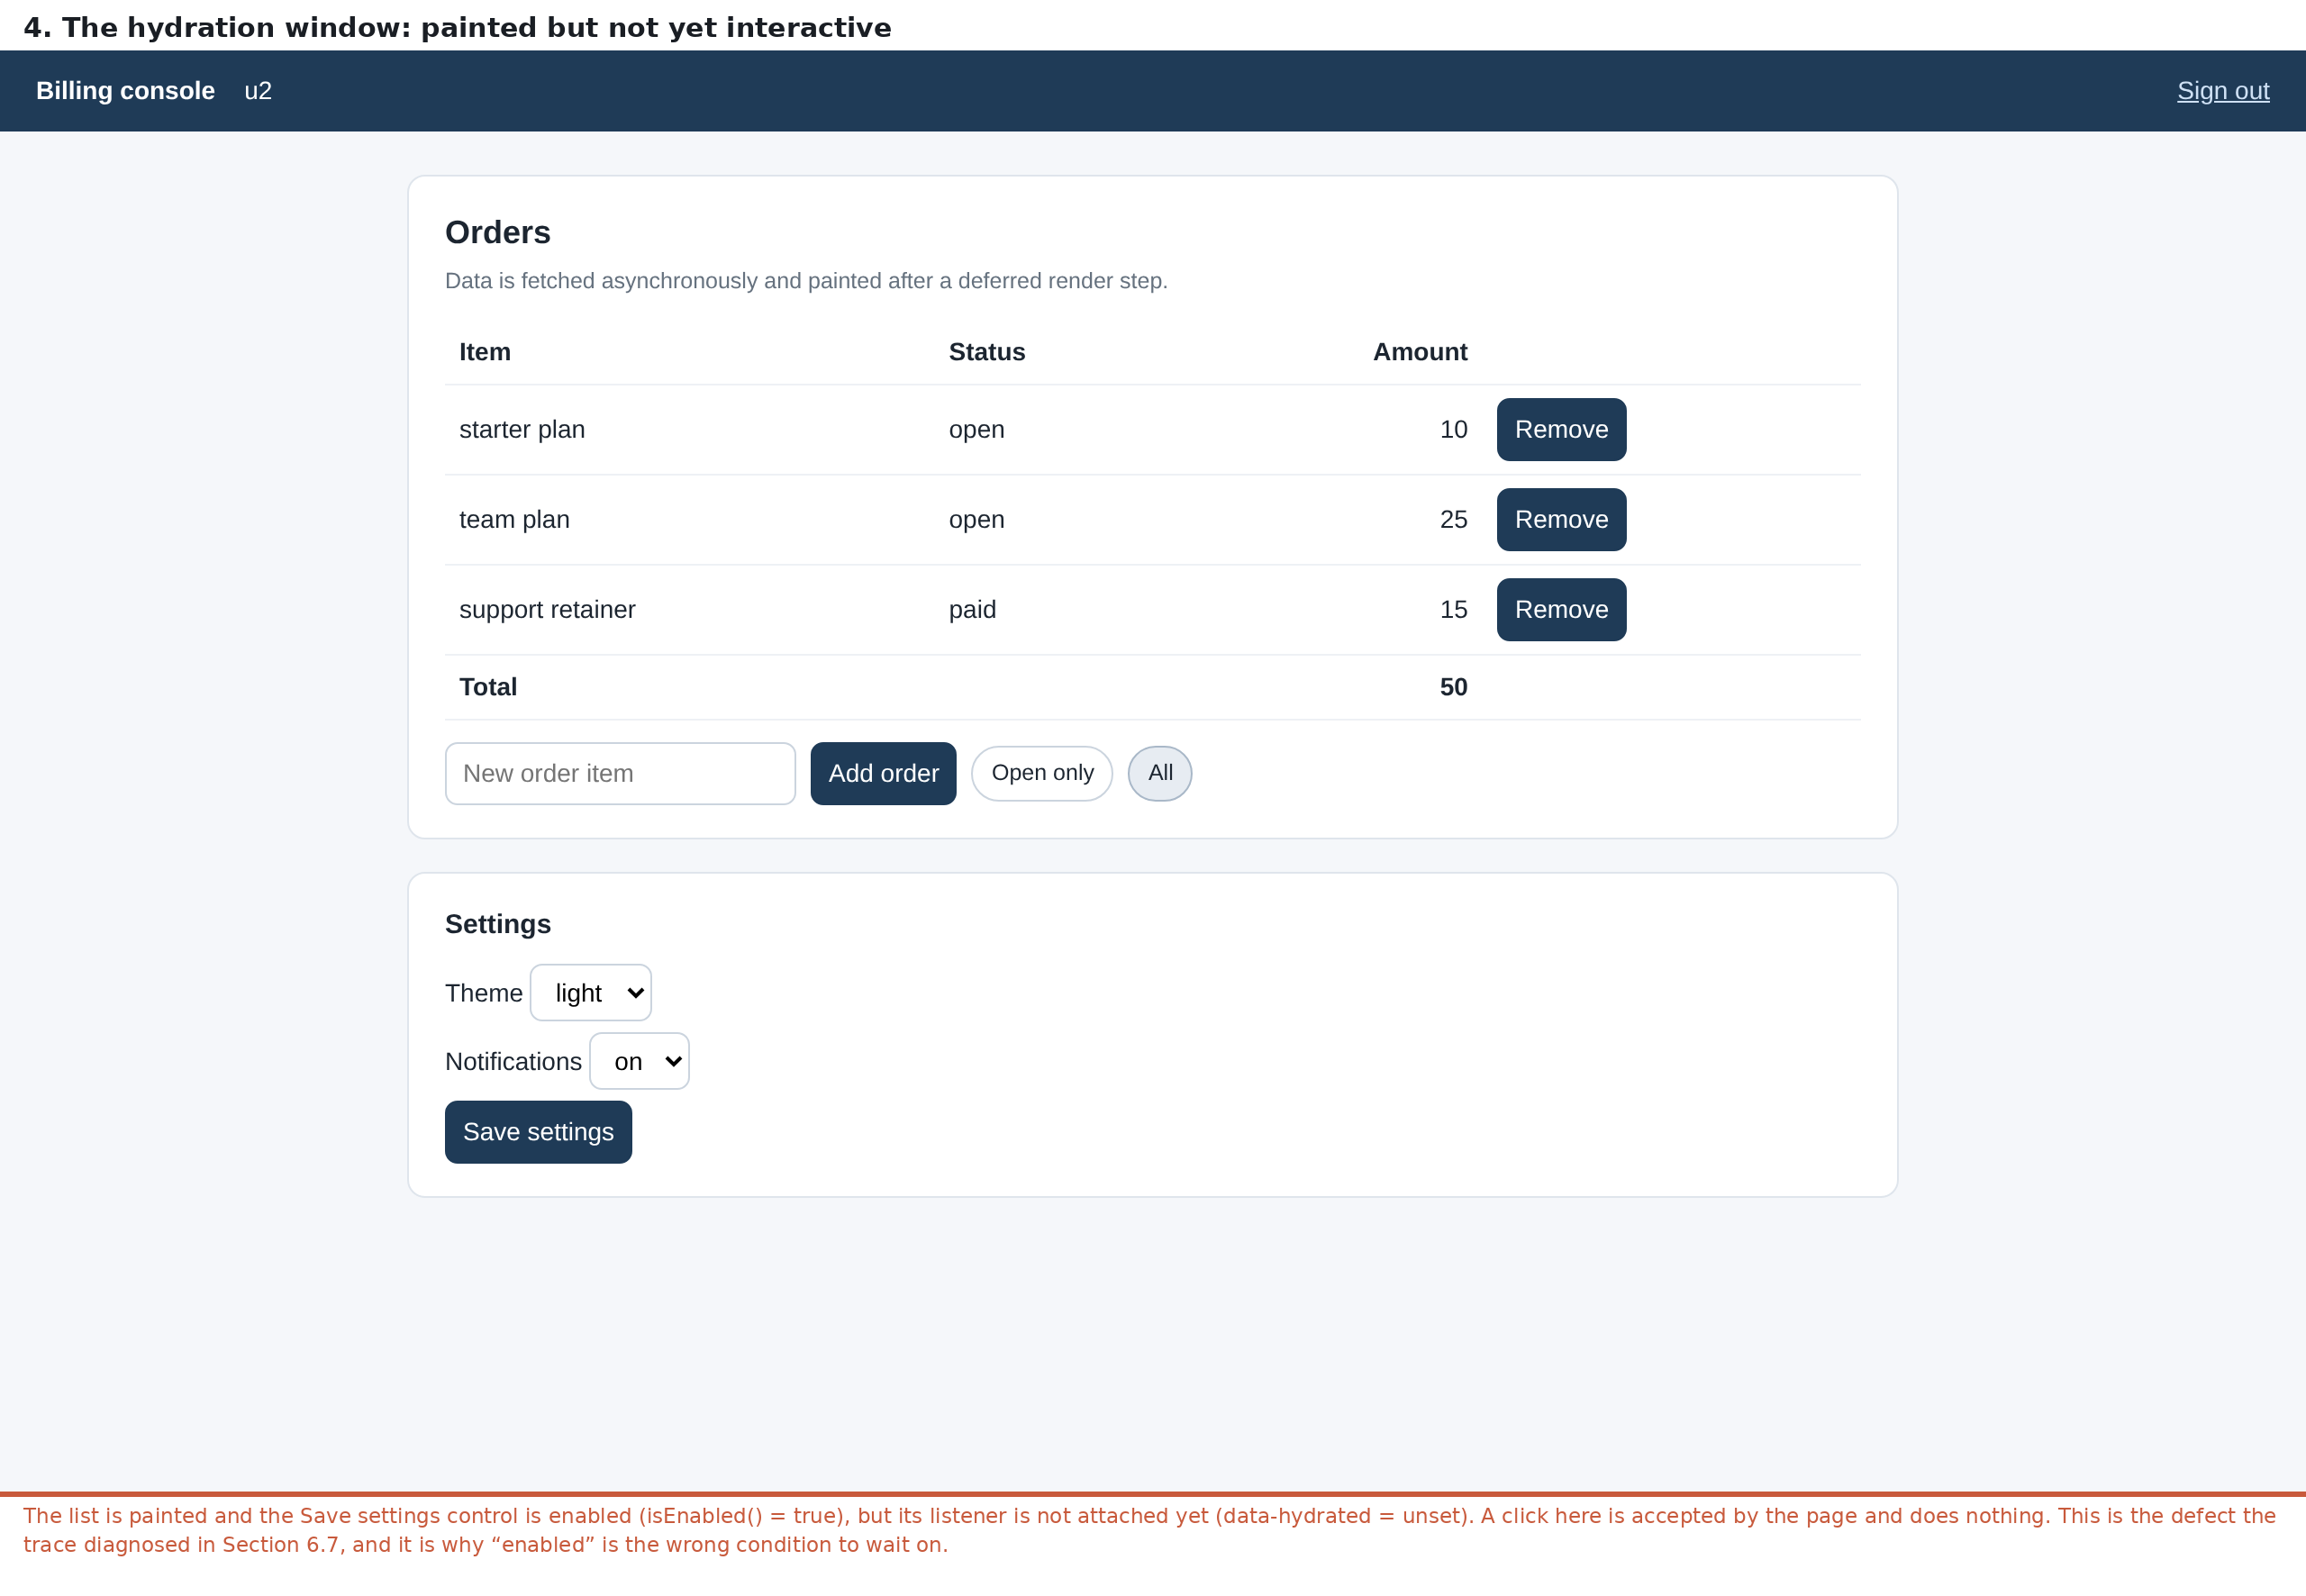 4. The hydration window: painted but not yet interactive
Billing console u2 Sign out
Orders
Data is fetched asynchronously and painted after a deferred render step.
Item Status Amount
starter plan open 10 Remove
team plan open 25 Remove
support retainer paid 15 Remove
Total 50
New order item Add order Open only All
Settings
Theme light
Notifications on
Save settings
The list is painted and the Save settings control is enabled (isEnabled() = true), but its listener is not attached yet (data-hydrated = unset). A click here is accepted by the page and does nothing. This is the defect the
trace diagnosed in Section 6.7, and it is why “enabled” is the wrong condition to wait on.